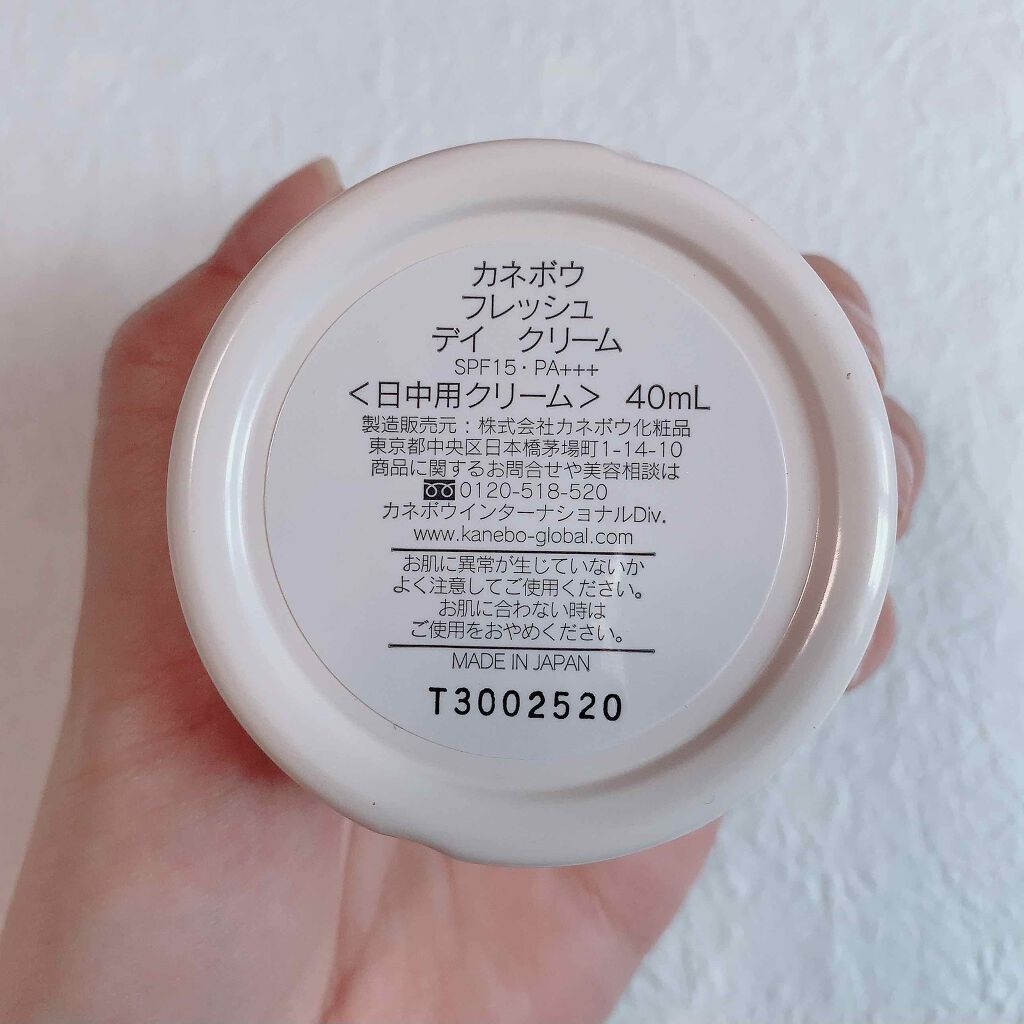 カネボウ
フレッシュ
デイ　クリーム
SPF15・PA+++
＜日中用クリーム＞ 40mL
製造販売元：株式会社カネボウ化粧品
東京都中央区日本橋茅場町1-14-10
商品に関するお問合せや美容相談は
0120-518-520
カネボウインターナショナルDiv.
www.kanebo-global.com
お肌に異常が生じていないか
よく注意してご使用ください。
お肌に合わない時は
ご使用をおやめください。
MADE IN JAPAN
T3002520